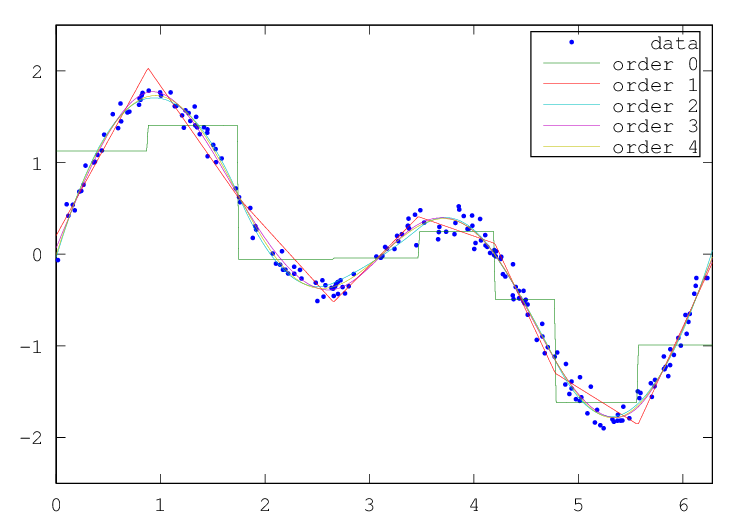 data
order 0
order 1
order 2
order 3
order 4
2
1
0
-1
-2
0 1 2 3 4 5 6